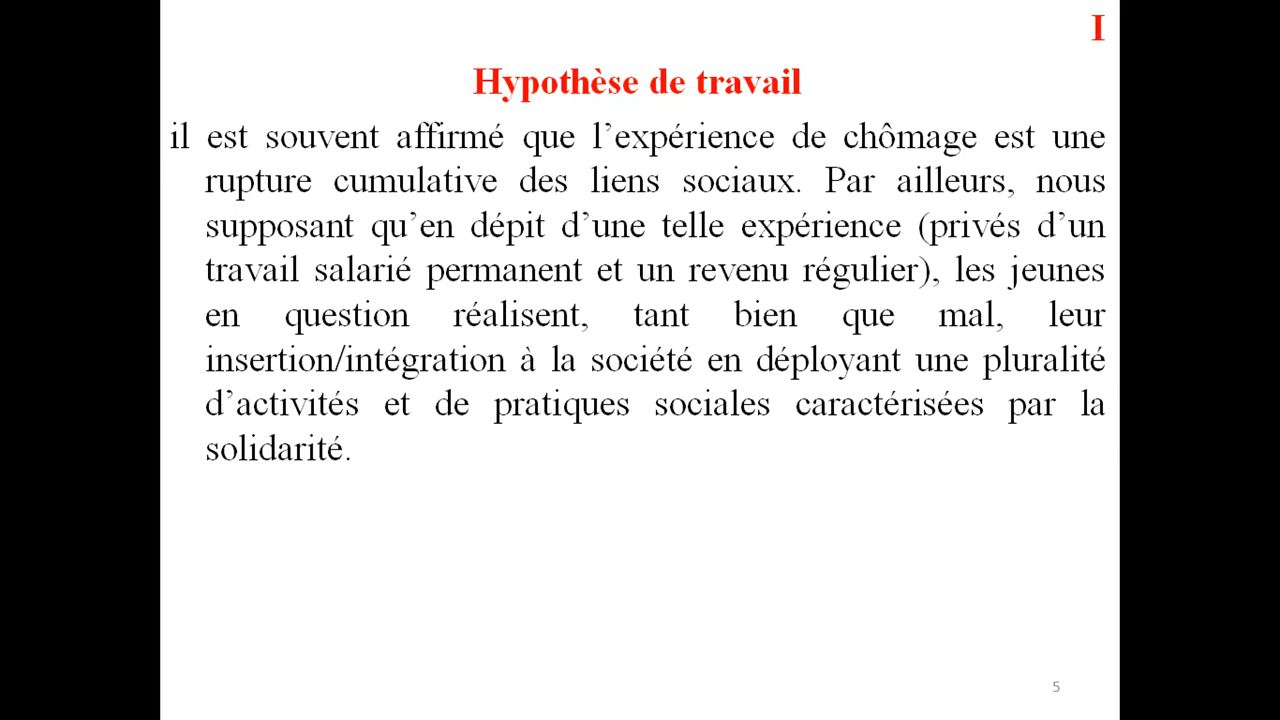 I
Hypothèse de travail
il est souvent affirmé que l’expérience de chômage est une
rupture cumulative des liens sociaux. Par ailleurs, nous
supposant qu’en dépit d’une telle expérience (privés d’un
travail salarié permanent et un revenu régulier), les jeunes
en question réalisent, tant bien que mal, leur
insertion/intégration à la société en déployant une pluralité
d’activités et de pratiques sociales caractérisées par la
solidarité.
5